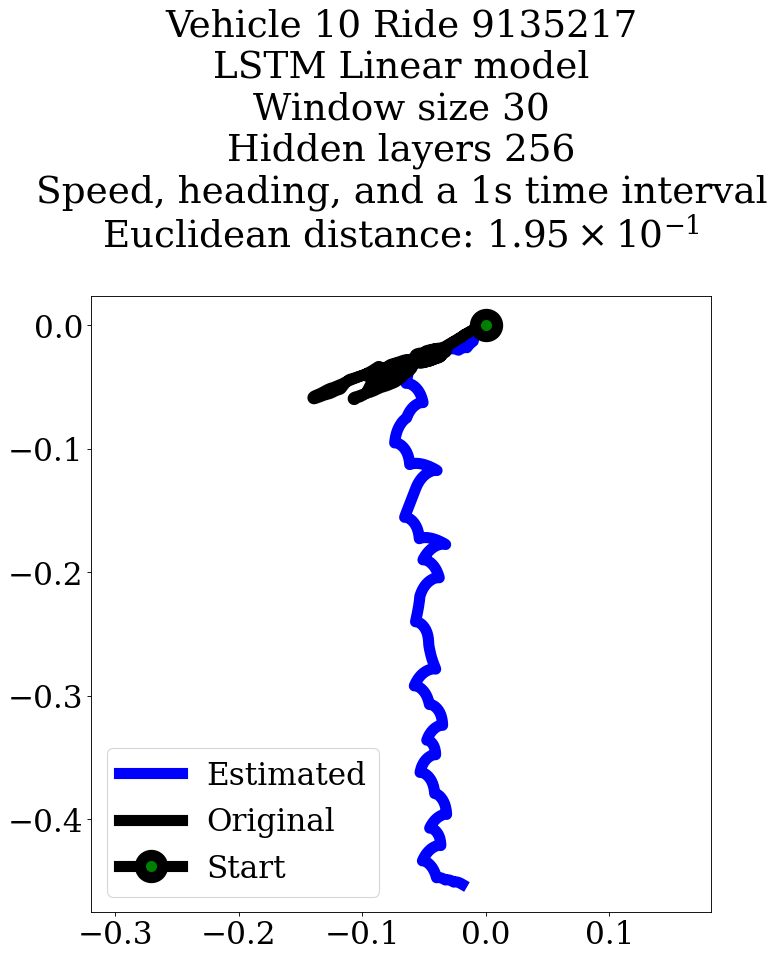 Vehicle 10 Ride 9135217
LSTM Linear model
Window size 30
Hidden layers 256
Speed, heading, and a 1s time interval
Euclidean distance: 1.95 × 10⁻¹
0.0
−0.1
−0.2
−0.3
−0.4
Estimated
Original
Start
−0.3 −0.2 −0.1 0.0 0.1